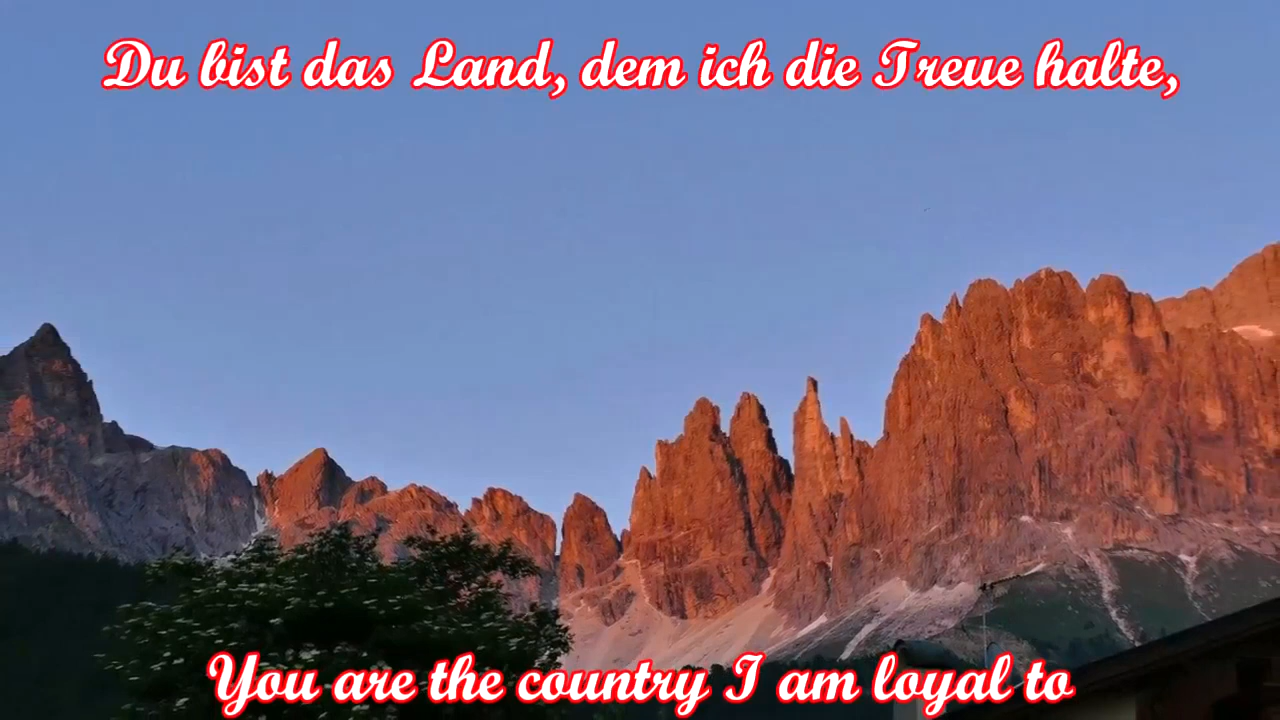 Du bist das Land, dem ich die Treue halte,
You are the country I am loyal to